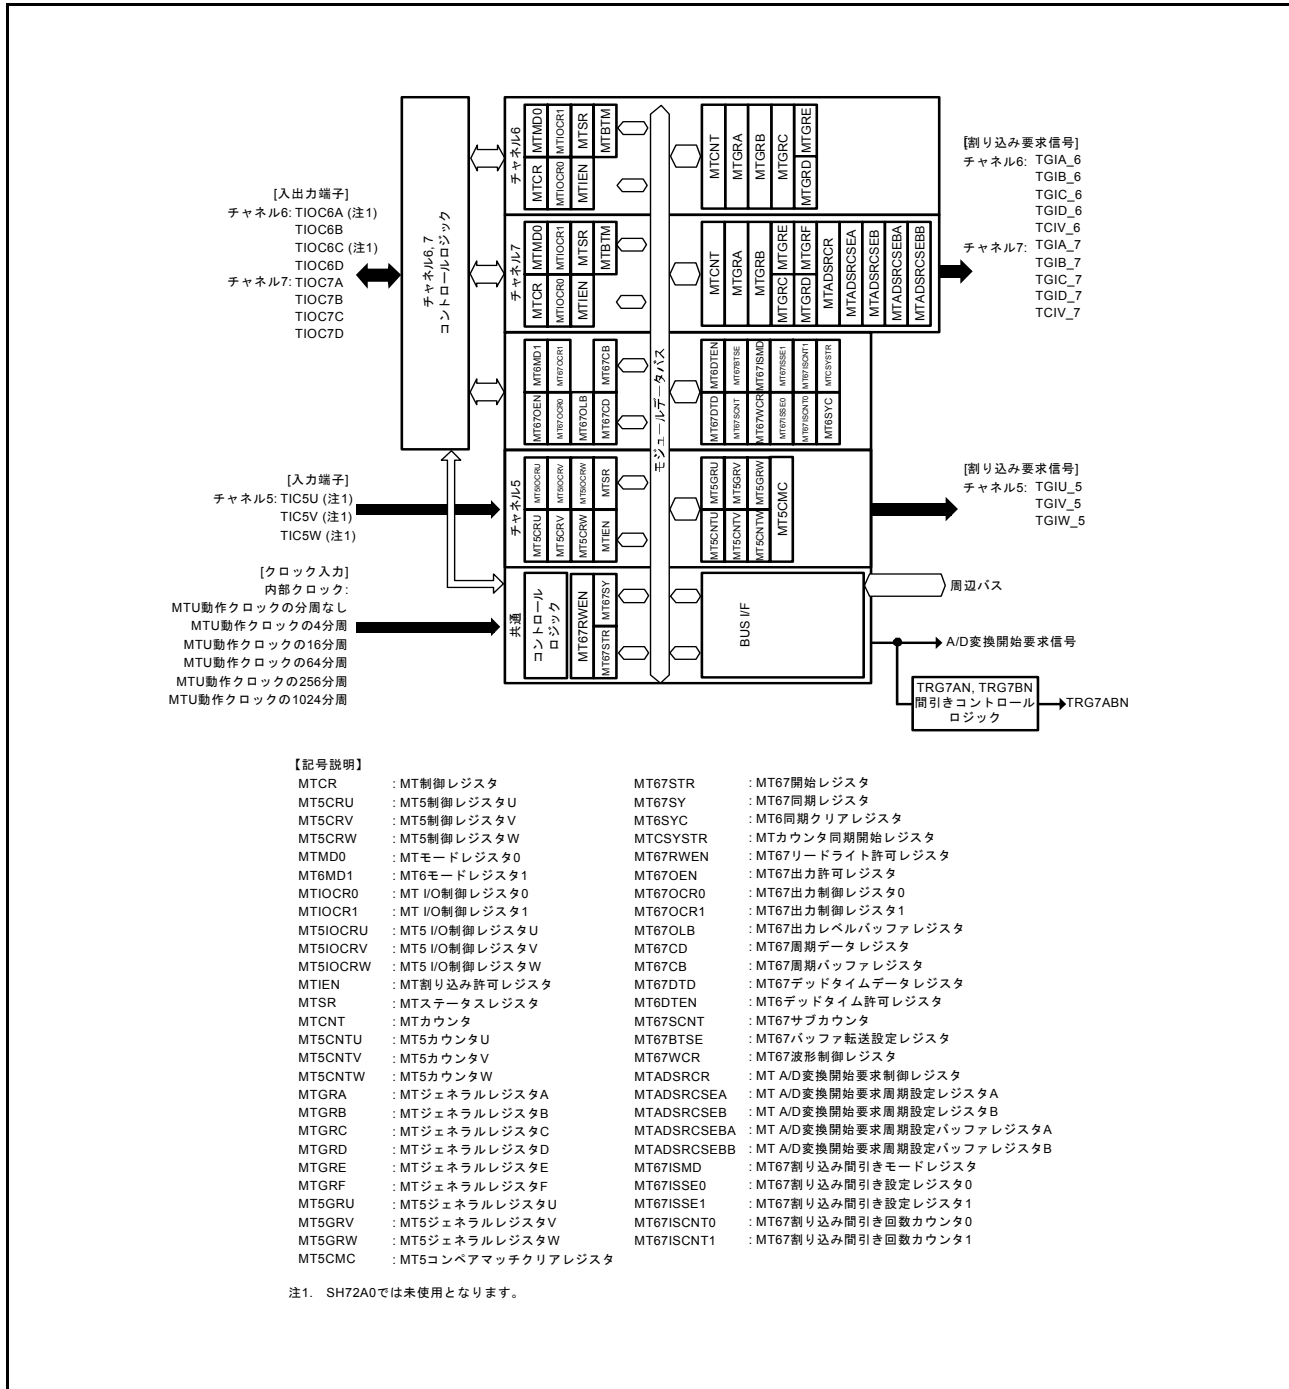 [入出力端子]
チャネル6: TIOC6A (注1)
TIOC6B
TIOC6C (注1)
TIOC6D
チャネル7: TIOC7A
TIOC7B
TIOC7C
TIOC7D
[入力端子]
チャネル5: TIC5U (注1)
TIC5V (注1)
TIC5W (注1)
[クロック入力]
内部クロック:
MTU動作クロックの分周なし
MTU動作クロックの4分周
MTU動作クロックの16分周
MTU動作クロックの64分周
MTU動作クロックの256分周
MTU動作クロックの1024分周
チャネル6, 7
コントロールロジック
チャネル6
MTMD0
MTIOCR1
MTSR
MTBTM
MTCR
MTIOCR0
MTIEN
MTCNT
MTGRA
MTGRB
MTGRC
MTGRE
MTGRD
チャネル7
MTMD0
MTIOCR1
MTSR
MTBTM
MTCR
MTIOCR0
MTIEN
MTCNT
MTGRA
MTGRB
MTGRE
MTGRF
MTGRC
MTGRD
MTADSRCR
MTADSRCSEA
MTADSRCSEB
MTADSRCSEBA
MTADSRCSEBB
MT6MD1
MT67OCR1
MT67CB
MT67OEN
MT67OCR0
MT67OLB
MT67CD
モジュールデータバス
MT6DTEN
MT67BTSE
MT67ISMD
MT67ISSE1
MT67ISCNT1
MTCSYSTR
MT67DTD
MT67SCNT
MT67WCR
MT67ISSE0
MT67ISCNT0
MT6SYC
チャネル5
MT5IOCRU
MT5IOCRV
MT5IOCRW
MTSR
MT5CRU
MT5CRV
MT5CRW
MTIEN
MT5GRU
MT5GRV
MT5GRW
MT5CMC
MT5CNTU
MT5CNTV
MT5CNTW
共通
コントロール
ロジック
MT67RWEN
MT67SY
MT67STR
BUS I/F
[割り込み要求信号]
チャネル6: TGIA_6
TGIB_6
TGIC_6
TGID_6
TCIV_6
チャネル7: TGIA_7
TGIB_7
TGIC_7
TGID_7
TCIV_7
[割り込み要求信号]
チャネル5: TGIU_5
TGIV_5
TGIW_5
周辺バス
A/D変換開始要求信号
TRG7AN, TRG7BN
間引きコントロール
ロジック
TRG7ABN
【記号説明】
MTCR : MT制御レジスタ
MT5CRU : MT5制御レジスタU
MT5CRV : MT5制御レジスタV
MT5CRW : MT5制御レジスタW
MTMD0 : MTモードレジスタ0
MT6MD1 : MT6モードレジスタ1
MTIOCR0 : MT I/O制御レジスタ0
MTIOCR1 : MT I/O制御レジスタ1
MT5IOCRU : MT5 I/O制御レジスタU
MT5IOCRV : MT5 I/O制御レジスタV
MT5IOCRW : MT5 I/O制御レジスタW
MTIEN : MT割り込み許可レジスタ
MTSR : MTステータスレジスタ
MTCNT : MTカウンタ
MT5CNTU : MT5カウンタU
MT5CNTV : MT5カウンタV
MT5CNTW : MT5カウンタW
MTGRA : MTジェネラルレジスタA
MTGRB : MTジェネラルレジスタB
MTGRC : MTジェネラルレジスタC
MTGRD : MTジェネラルレジスタD
MTGRE : MTジェネラルレジスタE
MTGRF : MTジェネラルレジスタF
MT5GRU : MT5ジェネラルレジスタU
MT5GRV : MT5ジェネラルレジスタV
MT5GRW : MT5ジェネラルレジスタW
MT5CMC : MT5コンペアマッチクリアレジスタ
MT67STR : MT67開始レジスタ
MT67SY : MT67同期レジスタ
MT6SYC : MT6同期クリアレジスタ
MTCSYSTR : MTカウンタ同期開始レジスタ
MT67RWEN : MT67リードライト許可レジスタ
MT67OEN : MT67出力許可レジスタ
MT67OCR0 : MT67出力制御レジスタ0
MT67OCR1 : MT67出力制御レジスタ1
MT67OLB : MT67出力レベルバッファレジスタ
MT67CD : MT67周期データレジスタ
MT67CB : MT67周期バッファレジスタ
MT67DTD : MT67デッドタイムデータレジスタ
MT6DTEN : MT6デッドタイム許可レジスタ
MT67SCNT : MT67サブカウンタ
MT67BTSE : MT67バッファ転送設定レジスタ
MT67WCR : MT67波形制御レジスタ
MTADSRCR : MT A/D変換開始要求制御レジスタ
MTADSRCSEA : MT A/D変換開始要求周期設定レジスタA
MTADSRCSEB : MT A/D変換開始要求周期設定レジスタB
MTADSRCSEBA : MT A/D変換開始要求周期設定バッファレジスタA
MTADSRCSEBB : MT A/D変換開始要求周期設定バッファレジスタB
MT67ISMD : MT67割り込み間引きモードレジスタ
MT67ISSE0 : MT67割り込み間引き設定レジスタ0
MT67ISSE1 : MT67割り込み間引き設定レジスタ1
MT67ISCNT0 : MT67割り込み間引き回数カウンタ0
MT67ISCNT1 : MT67割り込み間引き回数カウンタ1
注1. SH72A0では未使用となります。